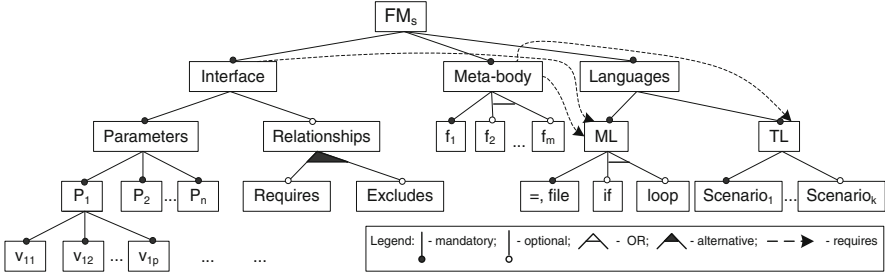 FMs
Interface Meta-body Languages
Parameters Relationships f1 f2 ... fm ML TL
P1 P2 ... Pn Requires Excludes =, file if loop Scenario1 ... Scenariok
v11 v12 ... v1p ... ...
Legend: - mandatory; - optional; - OR; - alternative; - requires